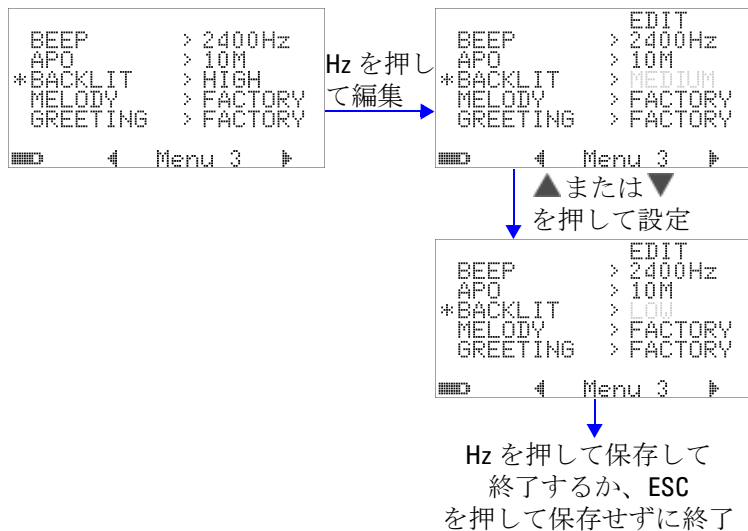 BEEP > 2400Hz
APO > 10M
*BACKLIT > HIGH
MELODY > FACTORY
GREETING > FACTORY
Menu 3
Hz を押し
て編集
EDIT
BEEP > 2400Hz
APO > 10M
*BACKLIT > MEDIUM
MELODY > FACTORY
GREETING > FACTORY
Menu 3
▲または▼
を押して設定
EDIT
BEEP > 2400Hz
APO > 10M
*BACKLIT > LOW
MELODY > FACTORY
GREETING > FACTORY
Menu 3
Hz を押して保存して
終了するか、ESC
を押して保存せずに終了